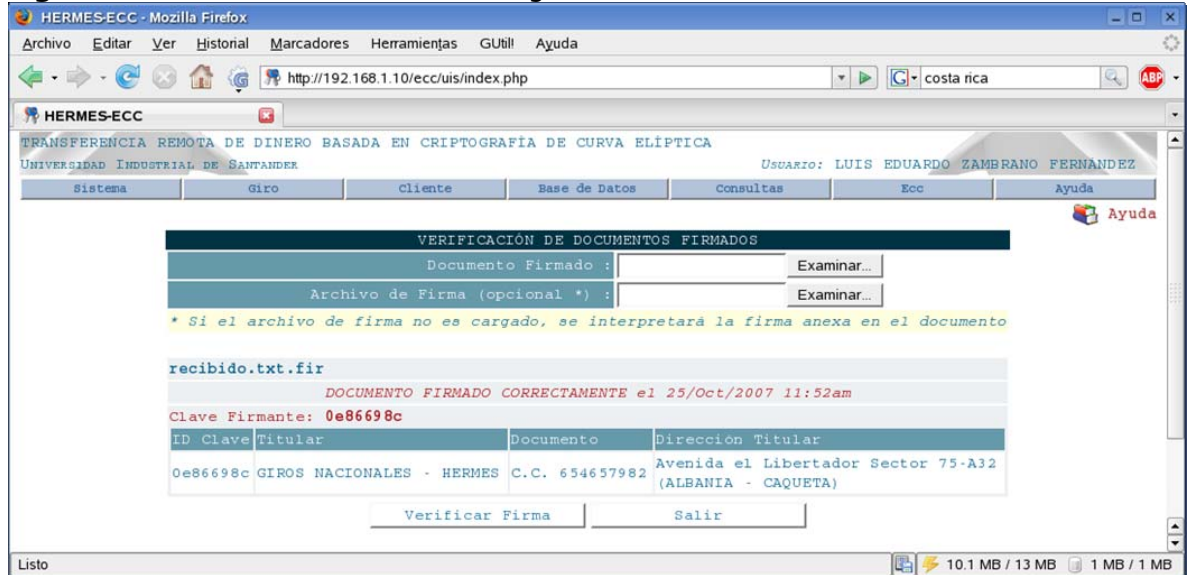 HERMES-ECC - Mozilla Firefox
Archivo Editar Ver Historial Marcadores Herramientas GUtil! Ayuda
http://192.168.1.10/ecc/uis/index.php G costa rica ABP
HERMES-ECC
TRANSFERENCIA REMOTA DE DINERO BASADA EN CRIPTOGRAFÍA DE CURVA ELÍPTICA
UNIVERSIDAD INDUSTRIAL DE SANTANDER USUARIO: LUIS EDUARDO ZAMBRANO FERNANDEZ
Sistema Giro Cliente Base de Datos Consultas Ecc Ayuda
Ayuda
VERIFICACIÓN DE DOCUMENTOS FIRMADOS
Documento Firmado : Examinar...
Archivo de Firma (opcional *) : Examinar...
* Si el archivo de firma no es cargado, se interpretará la firma anexa en el documento
recibido.txt.fir
DOCUMENTO FIRMADO CORRECTAMENTE el 25/Oct/2007 11:52am
Clave Firmante: 0e86698c
ID Clave Titular Documento Dirección Titular
0e86698c GIROS NACIONALES - HERMES C.C. 654657982 Avenida el Libertador Sector 75-A32
(ALBANIA - CAQUETA)
Verificar Firma Salir
Listo 10.1 MB / 13 MB 1 MB / 1 MB